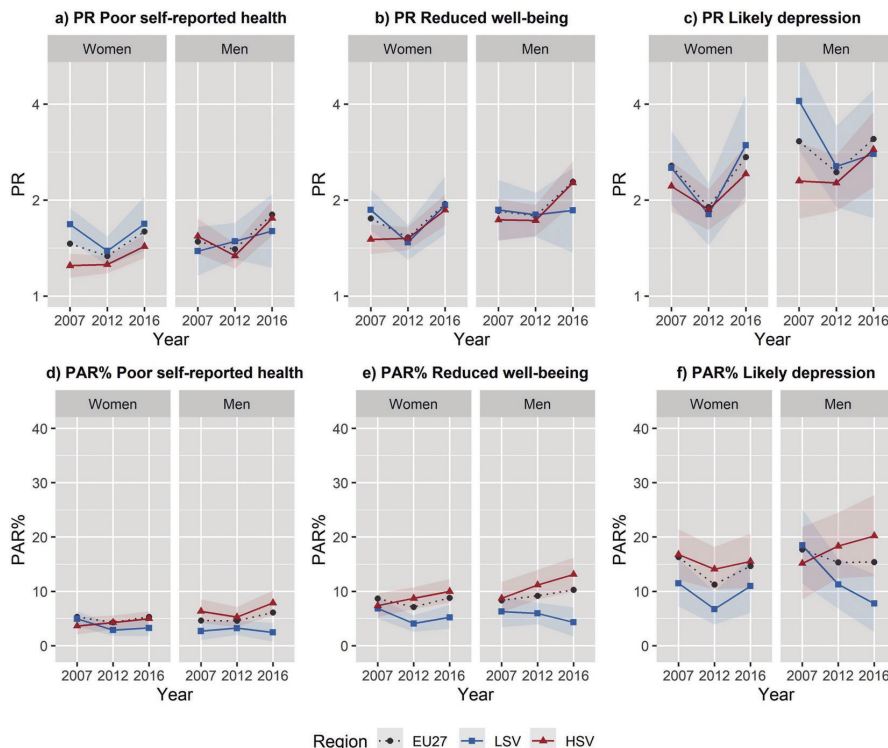 a) PR Poor self-reported health
b) PR Reduced well-being
c) PR Likely depression
Women Men
Women Men
Women Men
PR
4
2
1
PR
4
2
1
PR
4
2
1
2007 2012 2016 2007 2012 2016
2007 2012 2016 2007 2012 2016
2007 2012 2016 2007 2012 2016
Year
Year
Year
d) PAR% Poor self-reported health
e) PAR% Reduced well-beeing
f) PAR% Likely depression
Women Men
Women Men
Women Men
PAR%
40
30
20
10
0
PAR%
40
30
20
10
0
PAR%
40
30
20
10
0
2007 2012 2016 2007 2012 2016
2007 2012 2016 2007 2012 2016
2007 2012 2016 2007 2012 2016
Year
Year
Year
Region EU27 LSV HSV